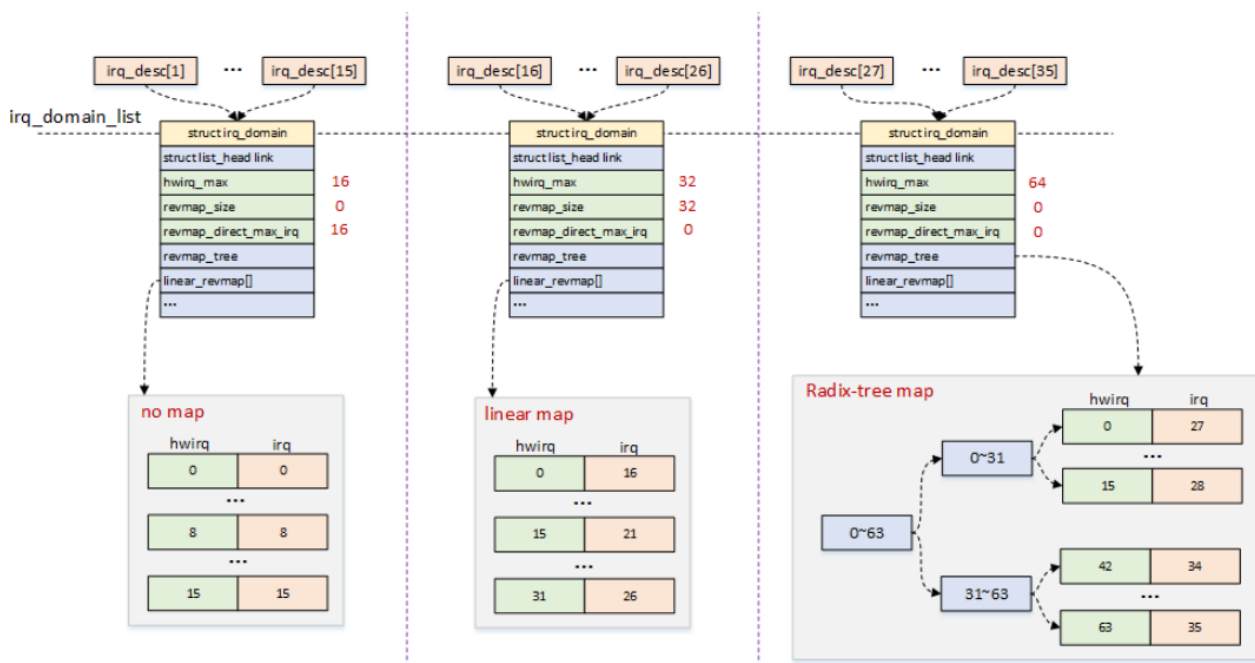 irq_desc[1] ... irq_desc[15]
irq_desc[16] ... irq_desc[26]
irq_desc[27] ... irq_desc[35]
irq_domain_list
struct irq_domain
struct list_head link
hwirq_max 16
revmap_size 0
revmap_direct_max_irq 16
revmap_tree
linear_revmap[]
...
struct irq_domain
struct list_head link
hwirq_max 32
revmap_size 32
revmap_direct_max_irq 0
revmap_tree
linear_revmap[]
...
struct irq_domain
struct list_head link
hwirq_max 64
revmap_size 0
revmap_direct_max_irq 0
revmap_tree
linear_revmap[]
...
no map
hwirq irq
0 0
...
8 8
...
15 15
linear map
hwirq irq
0 16
...
15 21
...
31 26
Radix-tree map
hwirq irq
0~63
0~31
0 27
...
15 28
31~63
42 34
...
63 35